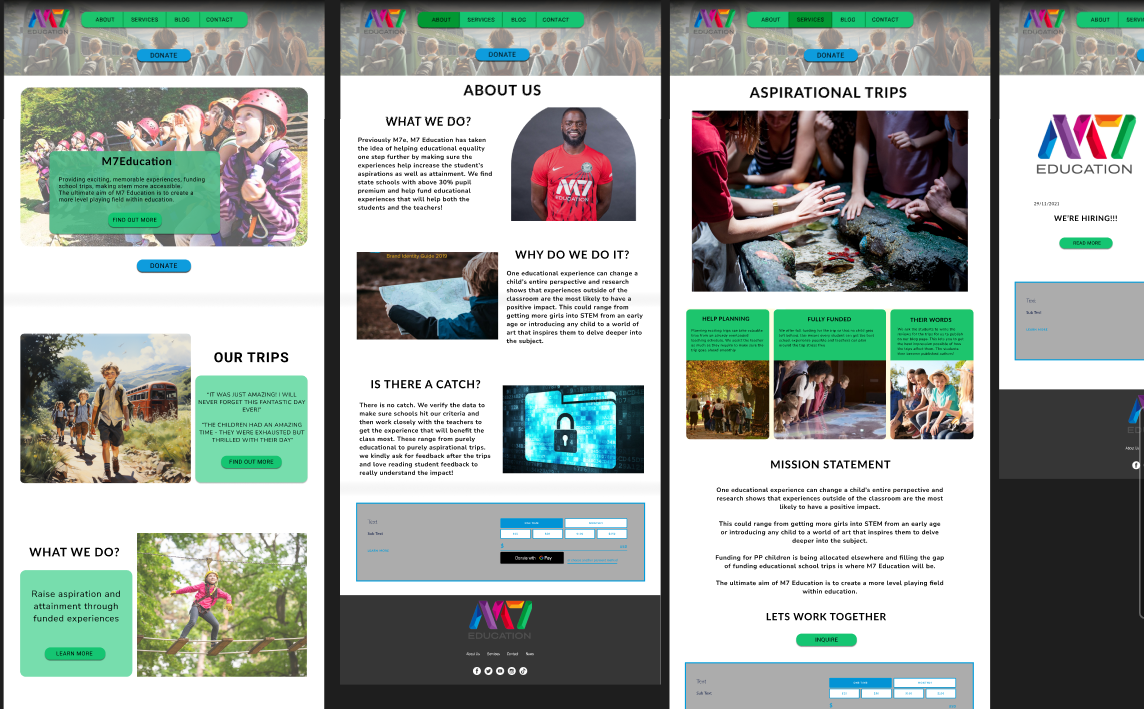 M7
EDUCATION
ABOUT
SERVICES
BLOG
CONTACT
DONATE
M7Education
Providing exciting, memorable experiences, funding
school trips, making stem more accessible.
The ultimate aim of M7 Education is to create a
more level playing field within education.
FIND OUT MORE
DONATE
OUR TRIPS
"IT WAS JUST AMAZING! I WILL
NEVER FORGET THIS FANTASTIC DAY
EVER!"
"THE CHILDREN HAD AN AMAZING
TIME - THEY WERE EXHAUSTED BUT
THRILLED WITH THEIR DAY"
FIND OUT MORE
WHAT WE DO?
Raise aspiration and
attainment through
funded experiences
LEARN MORE
M7
EDUCATION
ABOUT
SERVICES
BLOG
CONTACT
DONATE
ABOUT US
WHAT WE DO?
Previously M7e, M7 Education has taken
the idea of helping educational equality
one step further by making sure the
experiences help increase the student's
aspirations as well as attainment. We find
state schools with above 30% pupil
premium and help fund educational
experiences that will help both the
students and the teachers!
M7
EDUCATION
Brand Identity Guide 2019
WHY DO WE DO IT?
One educational experience can change a
child's entire perspective and research
shows that experiences outside of the
classroom are the most likely to have a
positive impact. This could range from
getting more girls into STEM from an early
age or introducing any child to a world of
art that inspires them to delve deeper into
the subject.
IS THERE A CATCH?
There is no catch. We verify the data to
make sure schools hit our criteria and
then work closely with the teachers to
get the experience that will benefit the
class most. These range from purely
educational to purely aspirational trips.
we kindly ask for feedback after the trips
and love reading student feedback to
really understand the impact!
Text
Sub Text
LEARN MORE
$
Donate with G Pay
M7
EDUCATION
About Us
Services
Contact
News
M7
EDUCATION
ABOUT
SERVICES
BLOG
CONTACT
DONATE
ASPIRATIONAL TRIPS
HELP PLANNING
FULLY FUNDED
THEIR WORDS
MISSION STATEMENT
One educational experience can change a child's entire perspective and
research shows that experiences outside of the classroom are the most
likely to have a positive impact.
This could range from getting more girls into STEM from an early age
or introducing any child to a world of art that inspires them to delve
deeper into the subject.
Funding for PP children is being allocated elsewhere and filling the gap
of funding educational school trips is where M7 Education will be.
The ultimate aim of M7 Education is to create a more level playing field
within education.
LETS WORK TOGETHER
INQUIRE
Text
Sub Text
$
M7
EDUCATION
ABOUT
M7
EDUCATION
29/11/2021
WE'RE HIRING!!!
READ MORE
Text
Sub Text
LEARN MORE
About Us